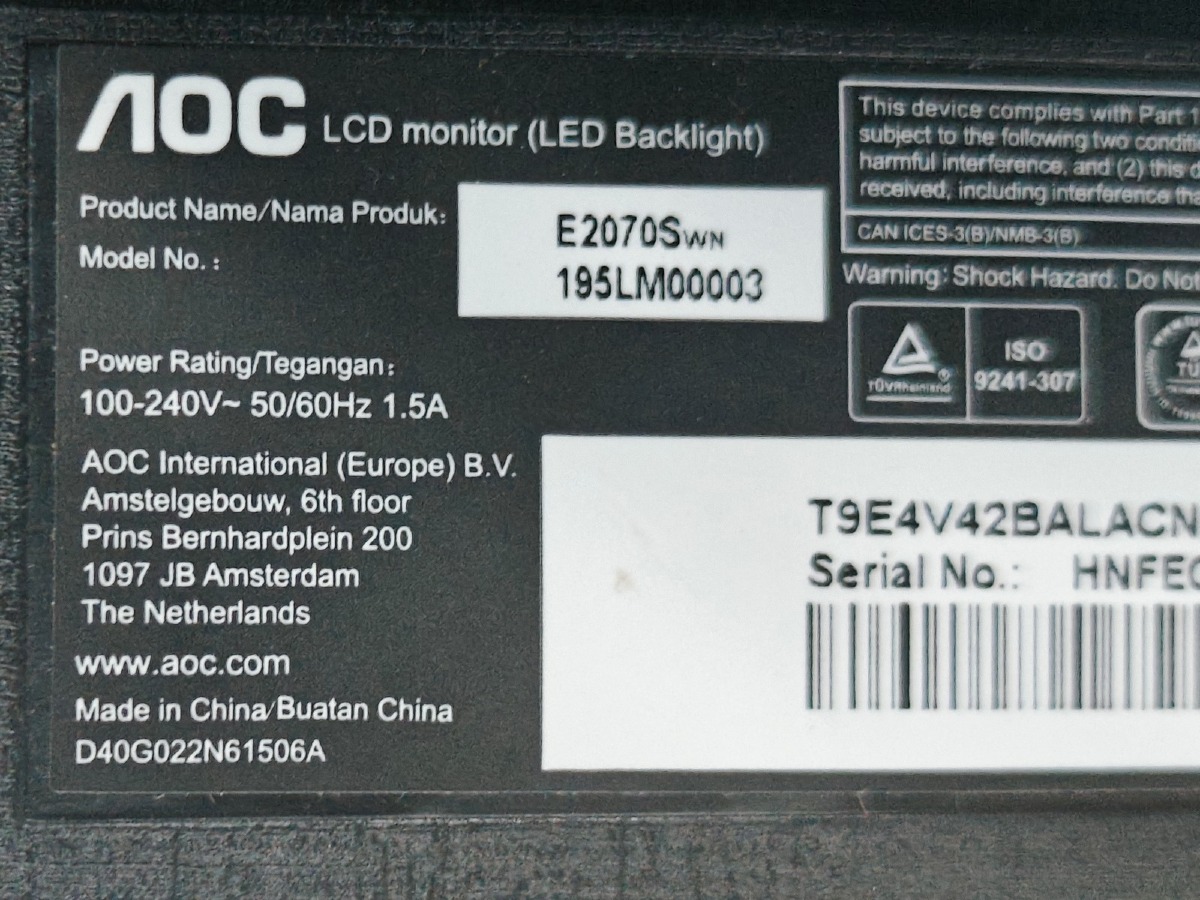 AOC LCD monitor (LED Backlight)
Product Name/Nama Produk: E2070SWN
Model No. : 195LM00003
Power Rating/Tegangan:
100-240V~ 50/60Hz 1.5A
AOC International (Europe) B.V.
Amstelgebouw, 6th floor
Prins Bernhardplein 200
1097 JB Amsterdam
The Netherlands
www.aoc.com
Made in China/Buatan China
D40G022N61506A
This device complies with Part 1
subject to the following two
harmful interference, and (2) this
received, including interference
CAN ICES-3(B)/NMB-3(B)
Warning: Shock Hazard. Do Not
TÜVRheinland®
ISO
9241-307
T9E4V42BALACN
Serial No.: HNFE